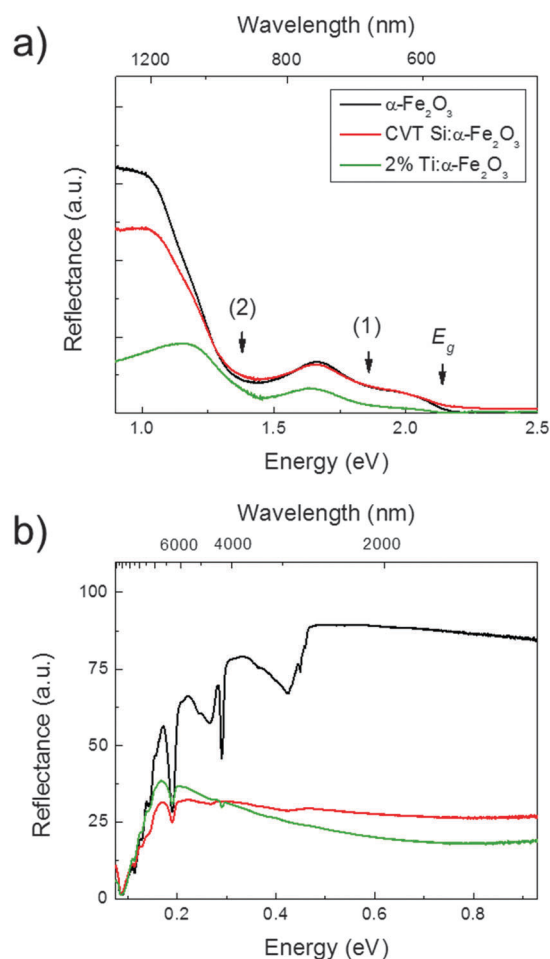 a)
Wavelength (nm)
1200 800 600
α-Fe₂O₃
CVT Si:α-Fe₂O₃
2% Ti:α-Fe₂O₃
Reflectance (a.u.)
(2)
(1)
E_g
1.0 1.5 2.0 2.5
Energy (eV)
b)
Wavelength (nm)
6000 4000 2000
100
75
50
25
0
Reflectance (a.u.)
0.2 0.4 0.6 0.8
Energy (eV)